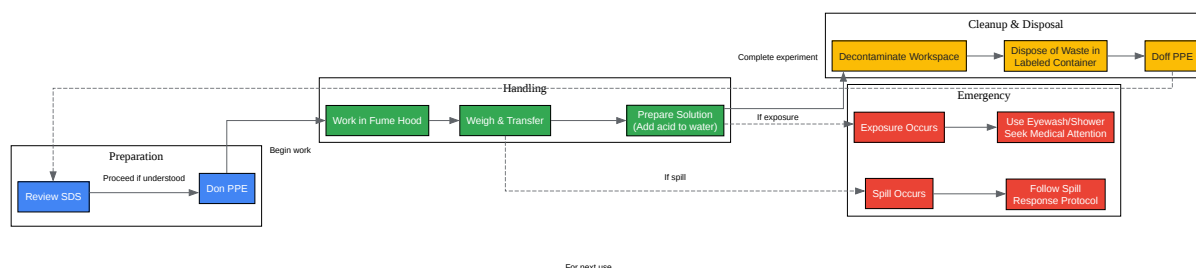 Cleanup & Disposal
Complete experiment
Decontaminate Workspace
Dispose of Waste in
Labeled Container
Doff PPE
Handling
Work in Fume Hood
Weigh & Transfer
Prepare Solution
(Add acid to water)
If exposure
Emergency
Exposure Occurs
Use Eyewash/Shower
Seek Medical Attention
Begin work
Preparation
Proceed if understood
Review SDS
Don PPE
If spill
Spill Occurs
Follow Spill
Response Protocol
For next use